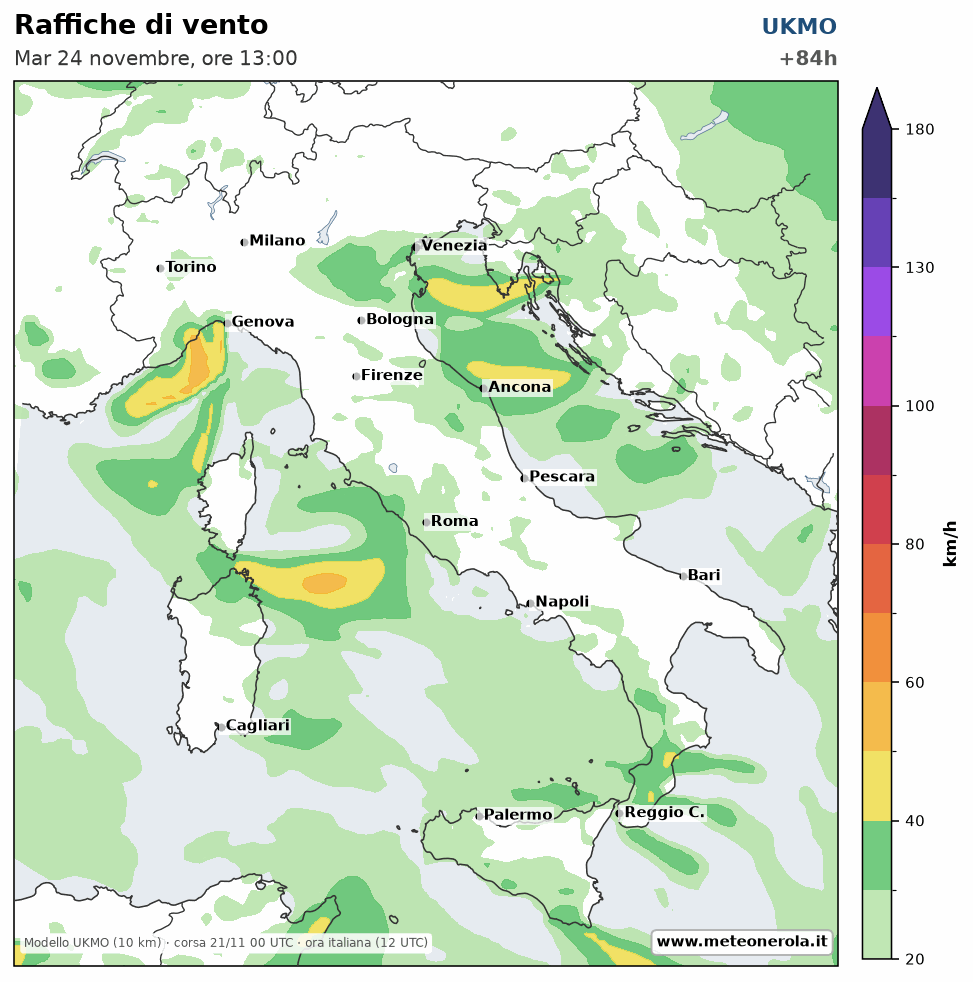 Raffiche di vento
UKMO
Mar 24 novembre, ore 13:00
+84h
180
130
100
80
60
40
20
km/h
Venezia
Milano
Torino
Genova
Bologna
Firenze
Ancona
Pescara
Roma
Bari
Napoli
Cagliari
Palermo
Reggio C.
Modello UKMO (10 km) · corsa 21/11 00 UTC · ora italiana (12 UTC)
www.meteonerola.it